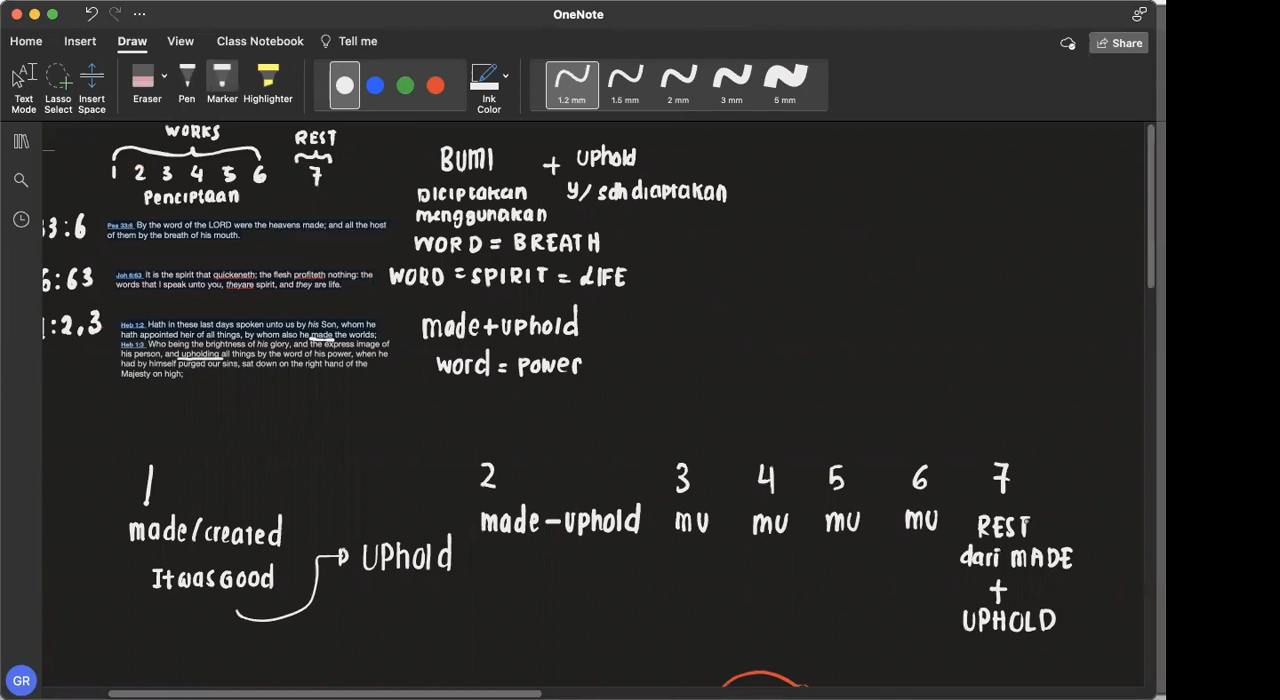 OneNote
Home Insert Draw View Class Notebook Tell me
Share
Text Mode
Lasso Select
Insert Space
Eraser
Pen
Marker
Highlighter
Ink Color
1.2 mm
1.5 mm
2 mm
3 mm
5 mm
WORKS
REST
1 2 3 4 5 6
7
Penciptaan
BUMI + uphold
Diciptakan y/ sdh diciptakan
menggunakan
WORD = BREATH
33:6
Psa 33:6 By the word of the LORD were the heavens made; and all the host
of them by the breath of his mouth.
6:63
Joh 6:63 It is the spirit that quickeneth; the flesh profiteth nothing: the
words that I speak unto you, theyare spirit, and they are life.
WORD = SPIRIT = LIFE
1:2,3
Heb 1:2 Hath in these last days spoken unto us by his Son, whom he
hath appointed heir of all things, by whom also he made the worlds;
Heb 1:3 Who being the brightness of his glory, and the express image of
his person, and upholding all things by the word of his power, when he
had by himself purged our sins, sat down on the right hand of the
Majesty on high;
made+uphold
word = power
1 2 3 4 5 6 7
made/created
It was Good
UPhold
made-uphold
mu
mu
mu
mu
REST
dari MADE
+
UPHOLD
GR